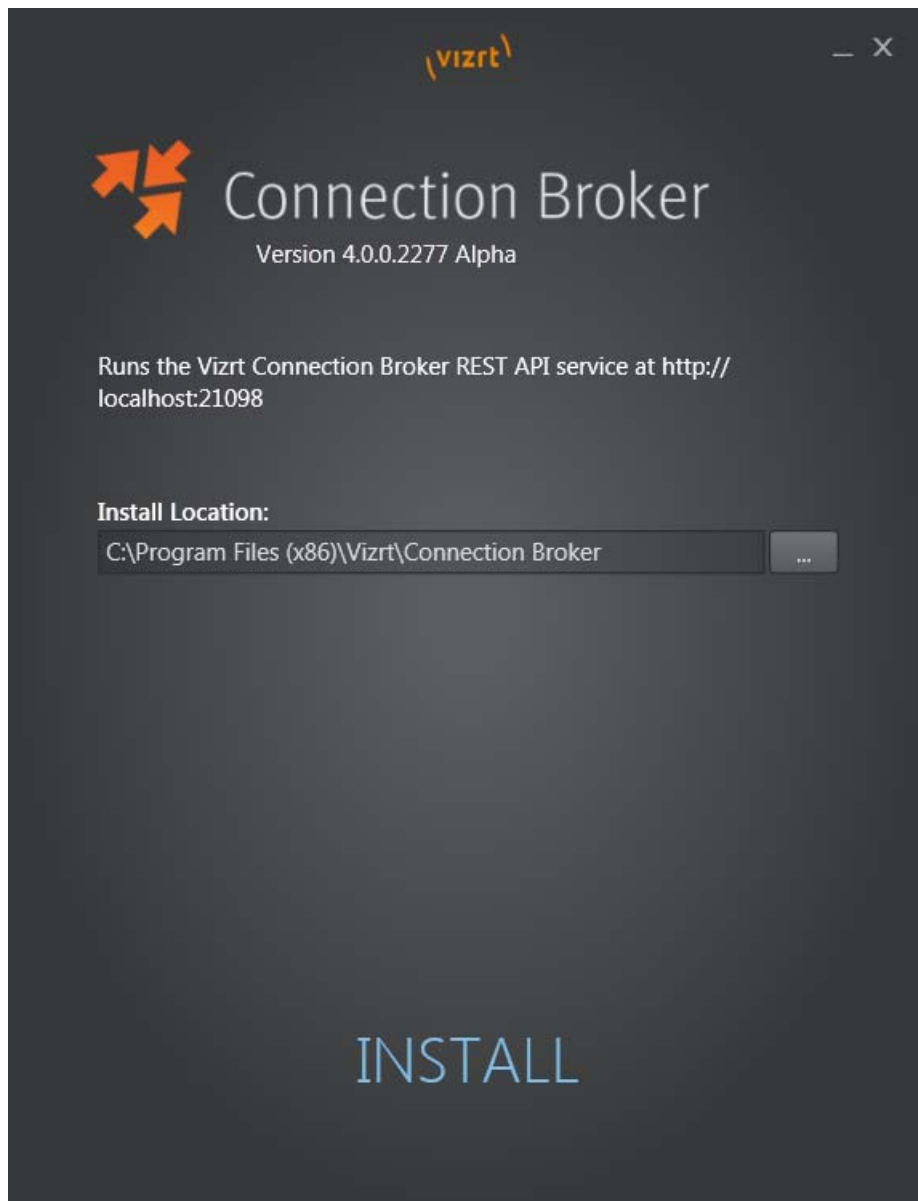 (vizrt)
Connection Broker
Version 4.0.0.2277 Alpha
Runs the Vizrt Connection Broker REST API service at http://
localhost:21098
Install Location:
C:\Program Files (x86)\Vizrt\Connection Broker
...
INSTALL